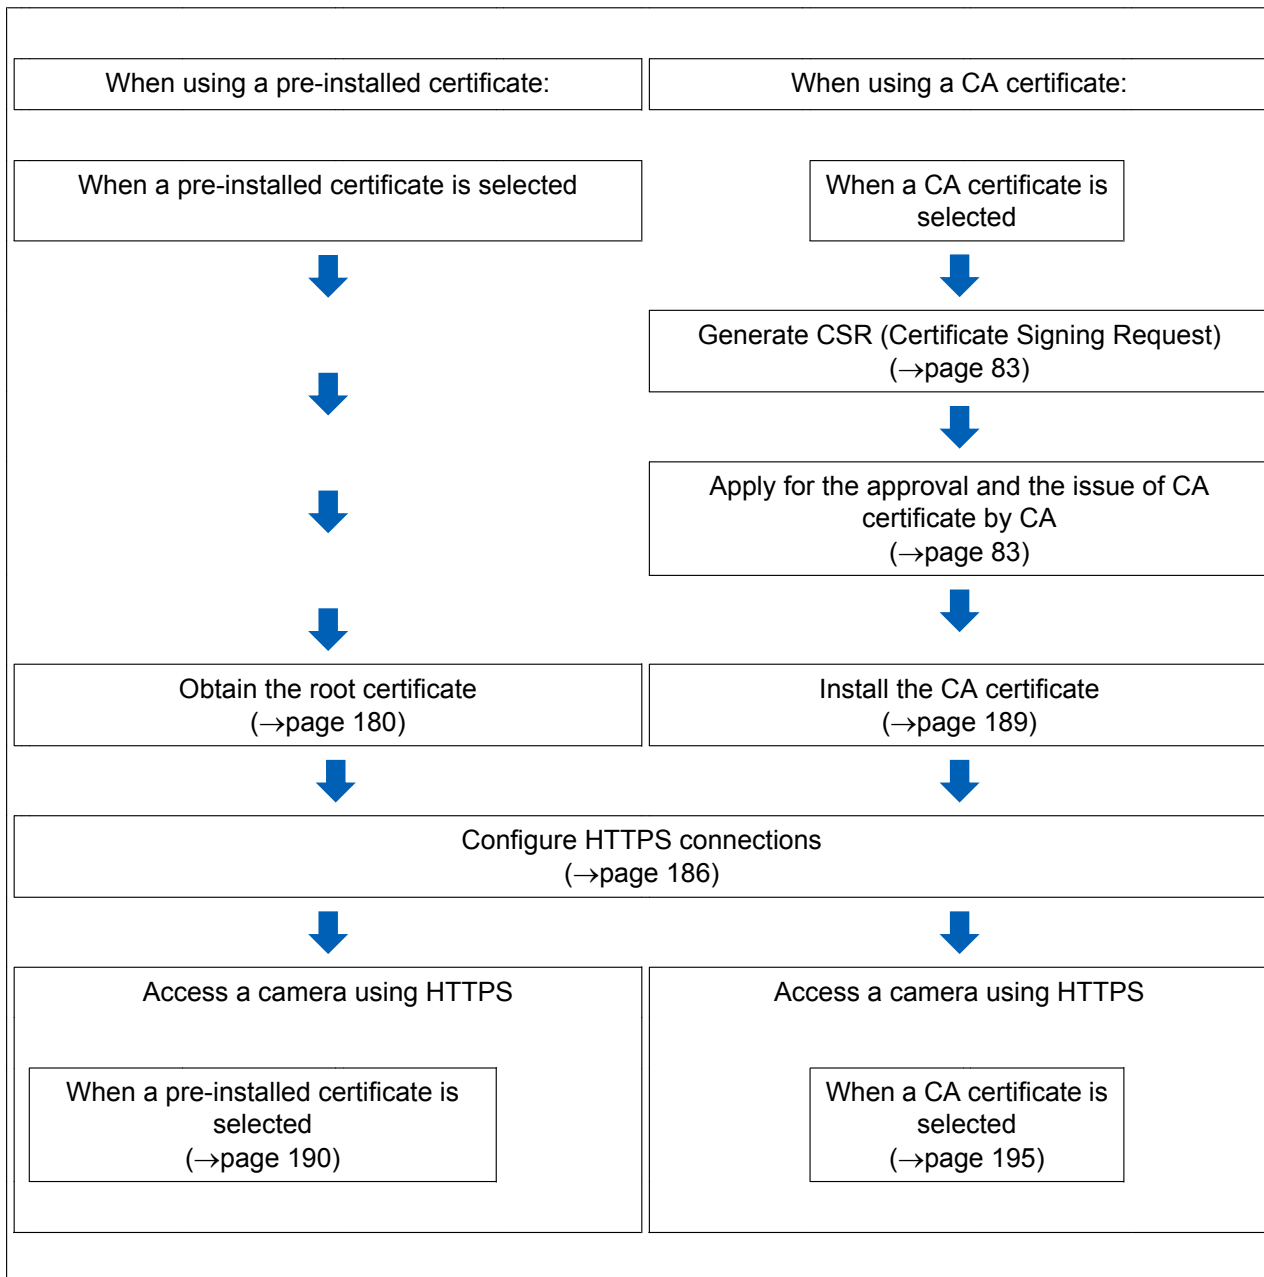 When using a pre-installed certificate:
When using a CA certificate:
When a pre-installed certificate is selected
When a CA certificate is
selected
Generate CSR (Certificate Signing Request)
(→page 83)
Apply for the approval and the issue of CA
certificate by CA
(→page 83)
Obtain the root certificate
(→page 180)
Install the CA certificate
(→page 189)
Configure HTTPS connections
(→page 186)
Access a camera using HTTPS
When a pre-installed certificate is
selected
(→page 190)
Access a camera using HTTPS
When a CA certificate is
selected
(→page 195)